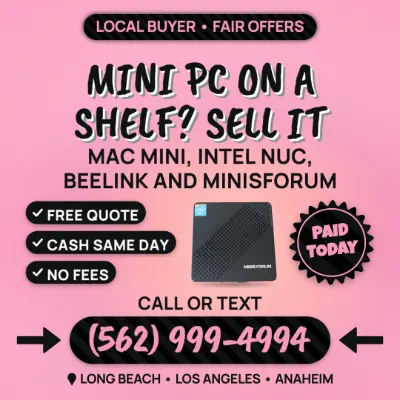 LOCAL BUYER • FAIR OFFERS
MINI PC ON A
SHELF? SELL IT
MAC MINI, INTEL NUC,
BEELINK AND MINISFORUM
FREE QUOTE
CASH SAME DAY
NO FEES
MINISFORUM
PAID
TODAY
CALL OR TEXT
(562) 999-4994
LONG BEACH • LOS ANGELES • ANAHEIM